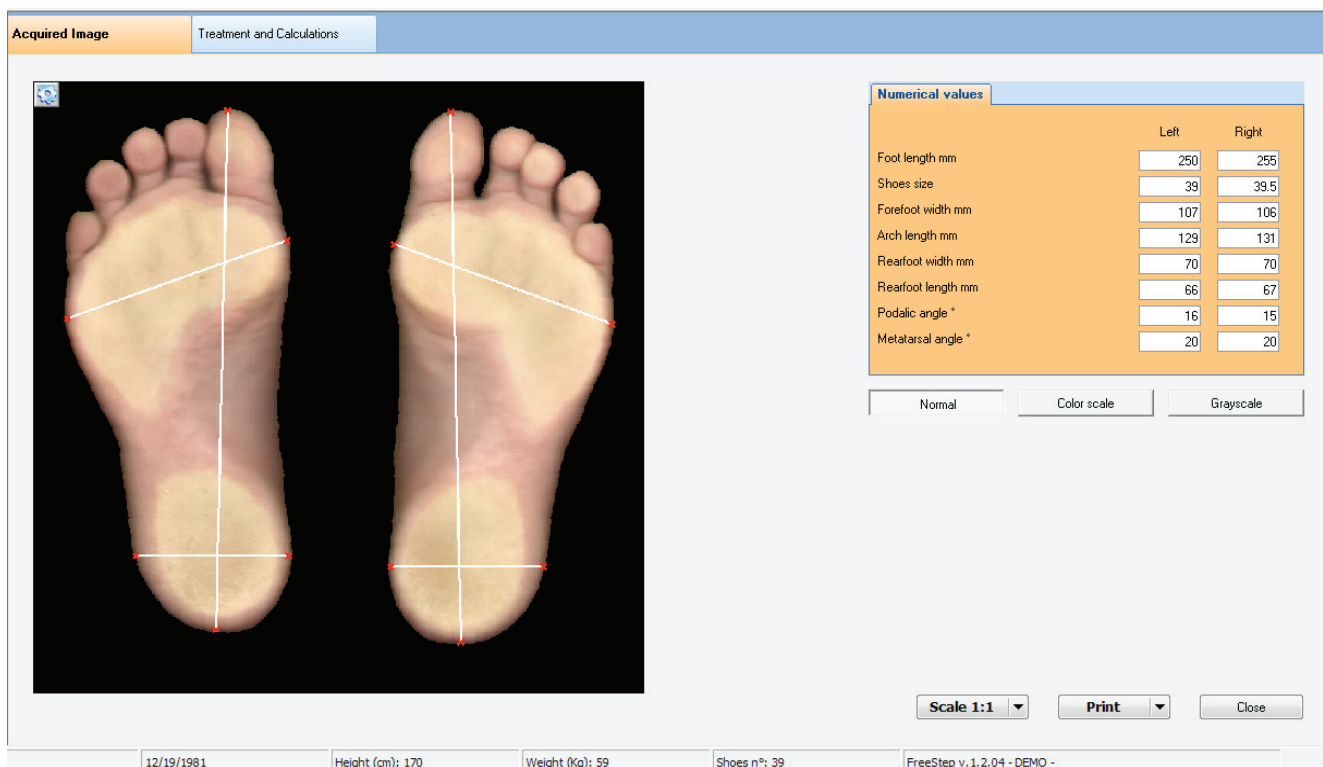 Acquired Image Treatment and Calculations
Numerical values
Left Right
Foot length mm 250 255
Shoes size 39 39.5
Forefoot width mm 107 106
Arch length mm 129 131
Rearfoot width mm 70 70
Rearfoot length mm 66 67
Podalic angle ° 16 15
Metatarsal angle ° 20 20
Normal Color scale Grayscale
Scale 1:1 Print Close
12/19/1981 Height (cm): 170 Weight (Kg): 59 Shoes n°: 39 FreeStep v.1.2.04 - DEMO -